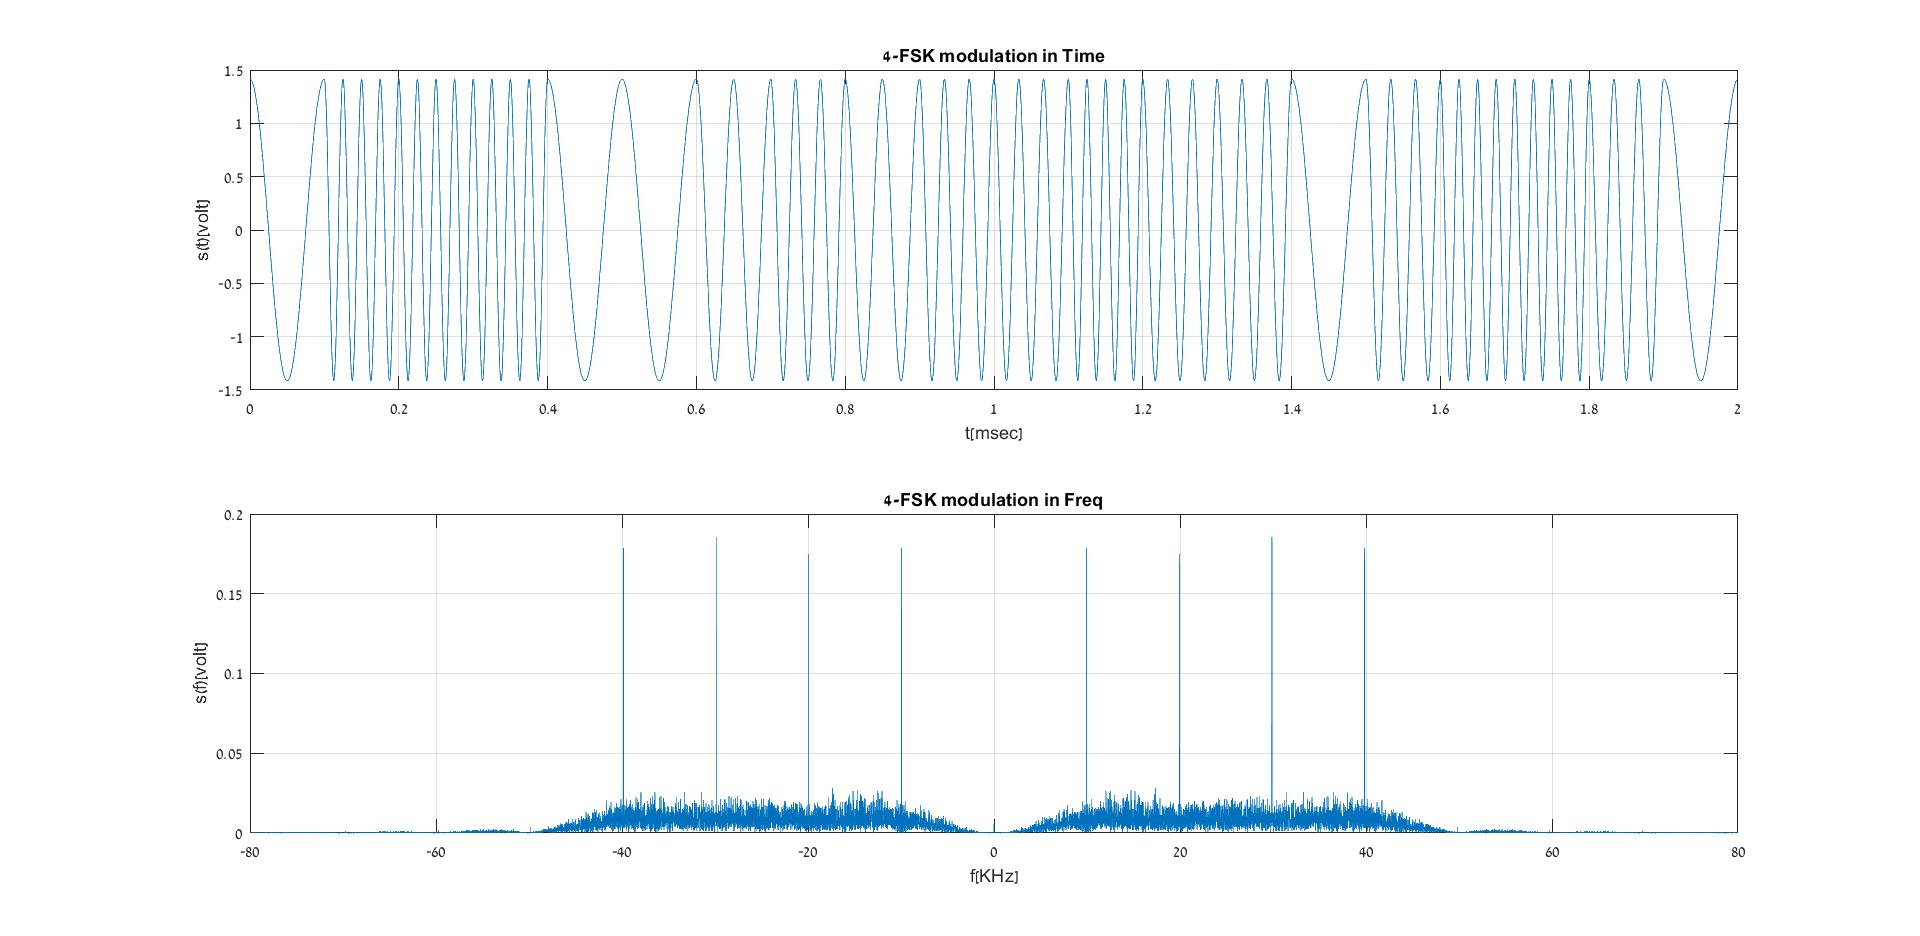 4-FSK modulation in Time
1.5
1
0.5
0
-0.5
-1
-1.5
s(t)[volt]
0 0.2 0.4 0.6 0.8 1 1.2 1.4 1.6 1.8 2
t[msec]
4-FSK modulation in Freq
0.2
0.15
0.1
0.05
0
s(f)[volt]
-80 -60 -40 -20 0 20 40 60 80
f[KHz]